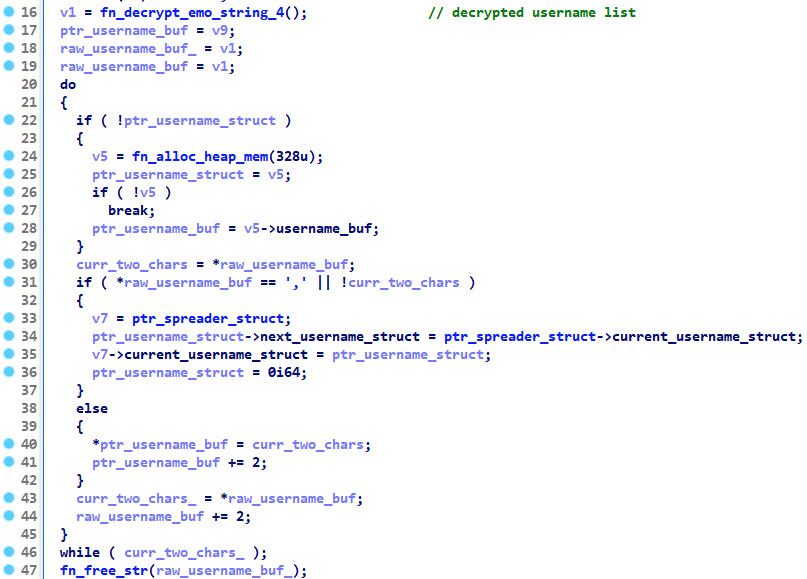 16 v1 = fn_decrypt_emo_string_4(); // decrypted username list
17 ptr_username_buf = v9;
18 raw_username_buf_ = v1;
19 raw_username_buf = v1;
20 do
21 {
22 if ( !ptr_username_struct )
23 {
24 v5 = fn_alloc_heap_mem(328u);
25 ptr_username_struct = v5;
26 if ( !v5 )
27 break;
28 ptr_username_buf = v5->username_buf;
29 }
30 curr_two_chars = *raw_username_buf;
31 if ( *raw_username_buf == ',' || !curr_two_chars )
32 {
33 v7 = ptr_spreader_struct;
34 ptr_username_struct->next_username_struct = ptr_spreader_struct->current_username_struct;
35 v7->current_username_struct = ptr_username_struct;
36 ptr_username_struct = 0i64;
37 }
38 else
39 {
40 *ptr_username_buf = curr_two_chars;
41 ptr_username_buf += 2;
42 }
43 curr_two_chars_ = *raw_username_buf;
44 raw_username_buf += 2;
45 }
46 while ( curr_two_chars_ );
47 fn_free_str(raw_username_buf_);